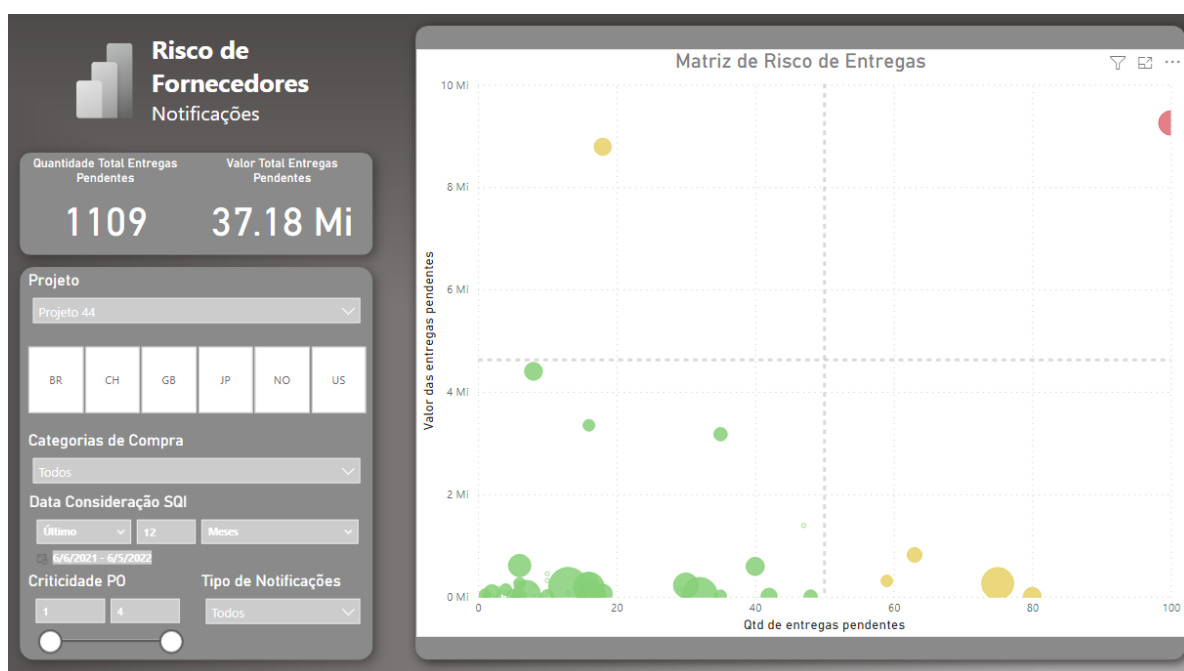 Risco de
Fornecedores
Notificações
Quantidade Total Entregas
Pendentes
1109
Valor Total Entregas
Pendentes
37.18 Mi
Projeto
Projeto 44
BR
CH
GB
JP
NO
US
Categorias de Compra
Todos
Data Consideração SQI
Último
12
Meses
6/6/2021 - 6/5/2022
Criticidade PO
1
4
Tipo de Notificações
Todos
Matriz de Risco de Entregas
Valor das entregas pendentes
10 Mi
8 Mi
6 Mi
4 Mi
2 Mi
0 Mi
0
20
40
60
80
100
Qtd de entregas pendentes